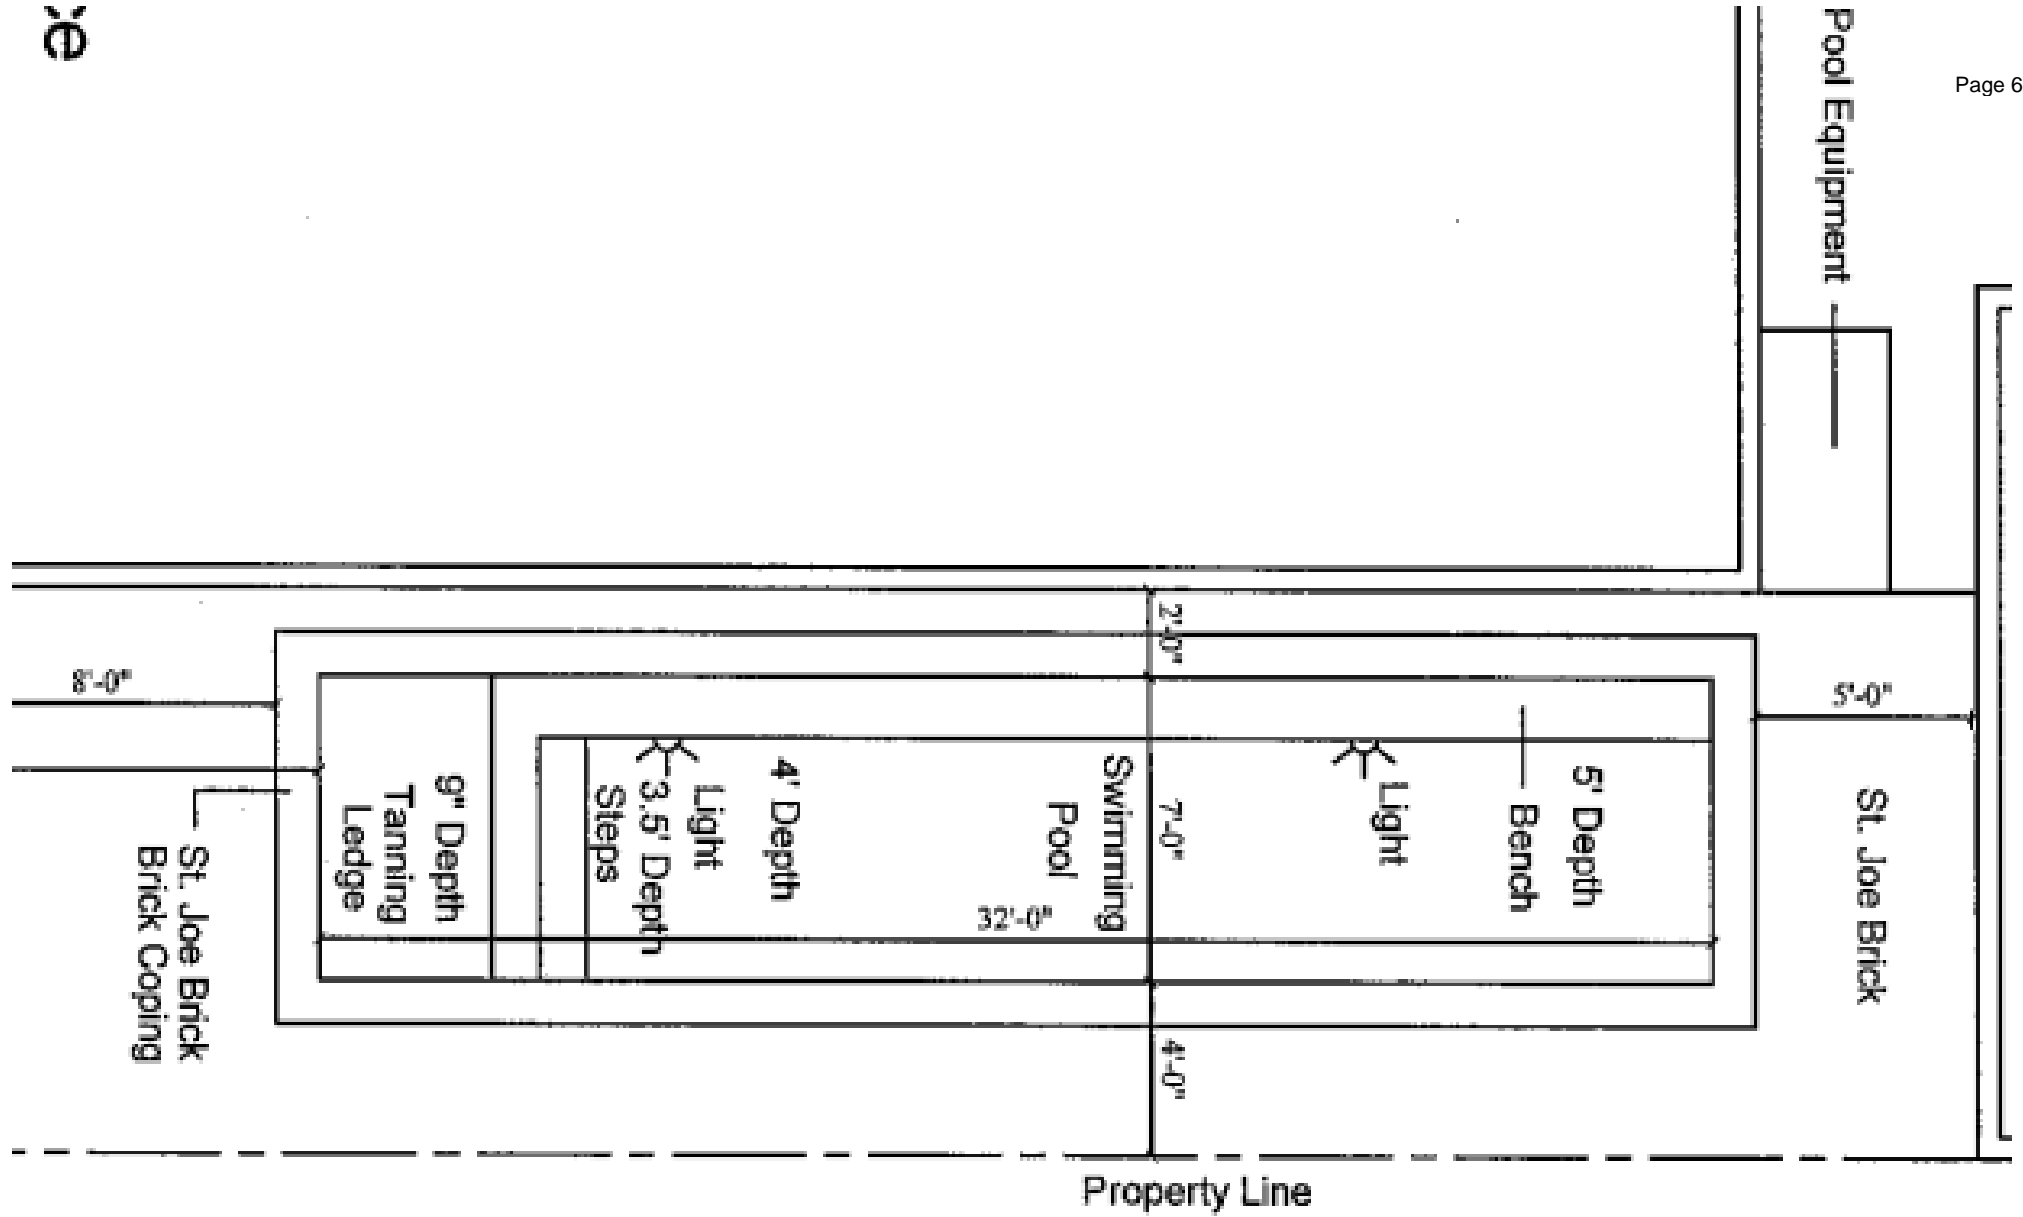 Page 6
Pool Equipment
2'-0"
8'-0"
5'-0"
9" Depth
Tanning
Ledge
Steps
3.5' Depth
Light
4' Depth
Swimming
Pool
7'-0"
32'-0"
Light
Bench
5' Depth
St. Joe Brick
St. Joe Brick
Brick Coping
4'-0"
Property Line